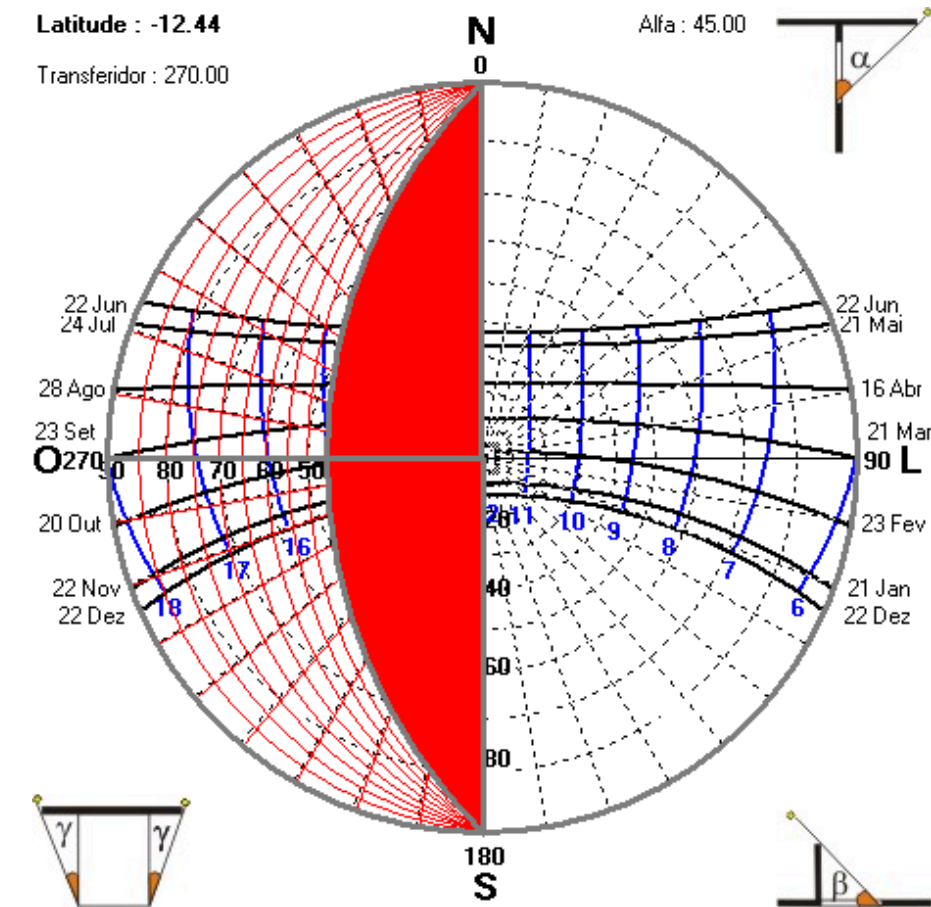 Latitude : -12.44
Alfa : 45.00
Transferidor : 270.00
N
0
α
22 Jun
24 Jul
28 Ago
23 Set
O 270
20 Out
22 Nov
22 Dez
22 Jun
21 Mai
16 Abr
21 Mar
90 L
23 Fev
21 Jan
22 Dez
90 80 70 60 50
20
40
60
80
18 17 16
11 10 9 8 7 6
180
S
γ γ
β